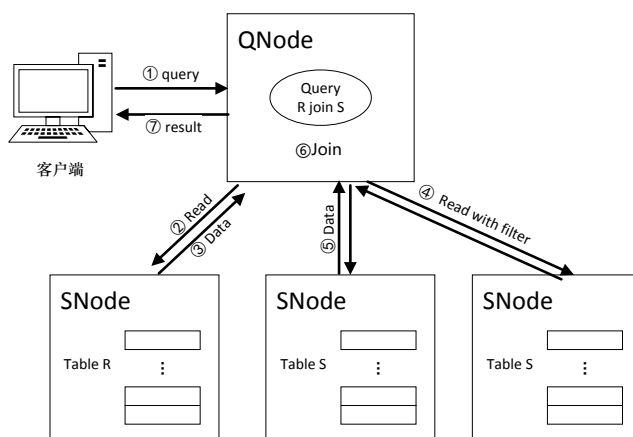 QNode
① query
Query
R join S
⑦ result
⑥Join
客户端
② Read
③ Data
⑤ Data
④ Read with filter
SNode
Table R
⋮
SNode
Table S
⋮
SNode
Table S
⋮